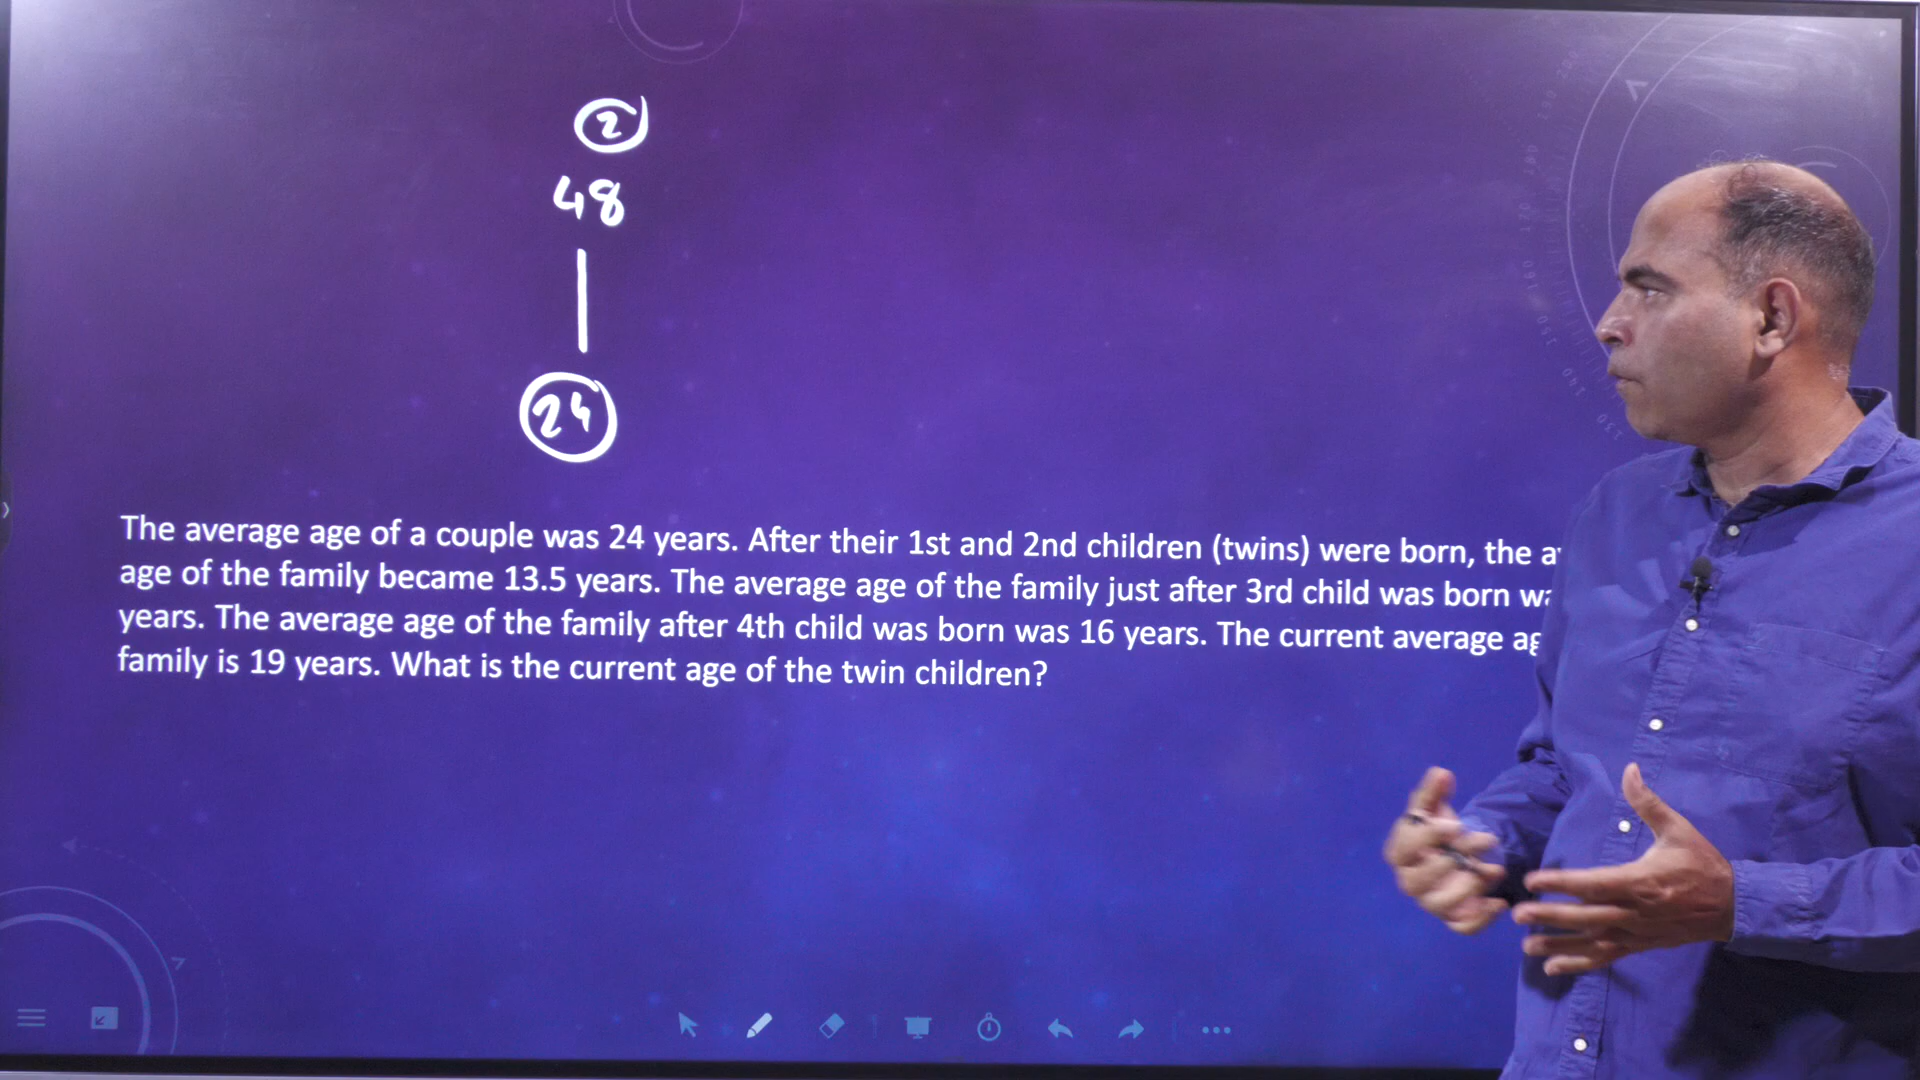 2
48
24
The average age of a couple was 24 years. After their 1st and 2nd children (twins) were born, the
age of the family became 13.5 years. The average age of the family just after 3rd child was born
years. The average age of the family after 4th child was born was 16 years. The current average
family is 19 years. What is the current age of the twin children?